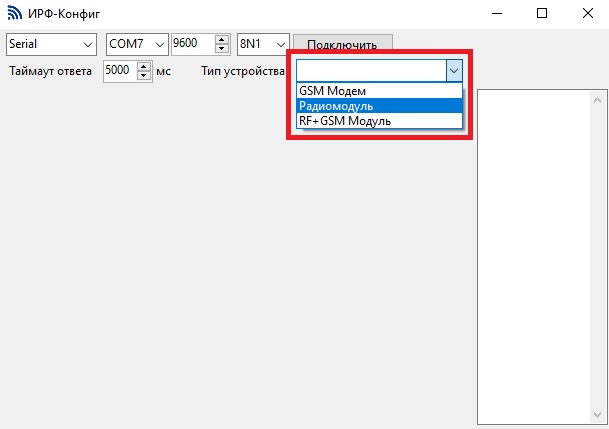 ИРФ-Конфиг
Serial COM7 9600 8N1 Подключить
Таймаут ответа 5000 мс Тип устройства
GSM Модем
Радиомодуль
RF+GSM Модуль